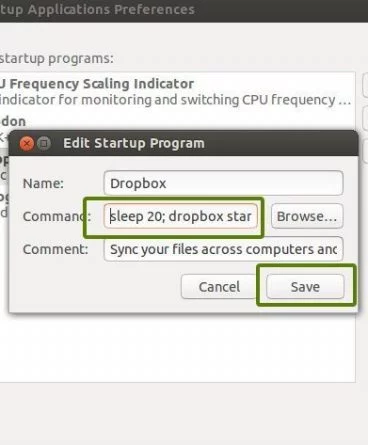 tup Applications Preferences
startup programs:
U Frequency Scaling Indicator
indicator for monitoring and switching CPU frequency ...
don
Edit Startup Program
Name: Dropbox
Command: sleep 20; dropbox star Browse...
Comment: Sync your files across computers and
Cancel Save